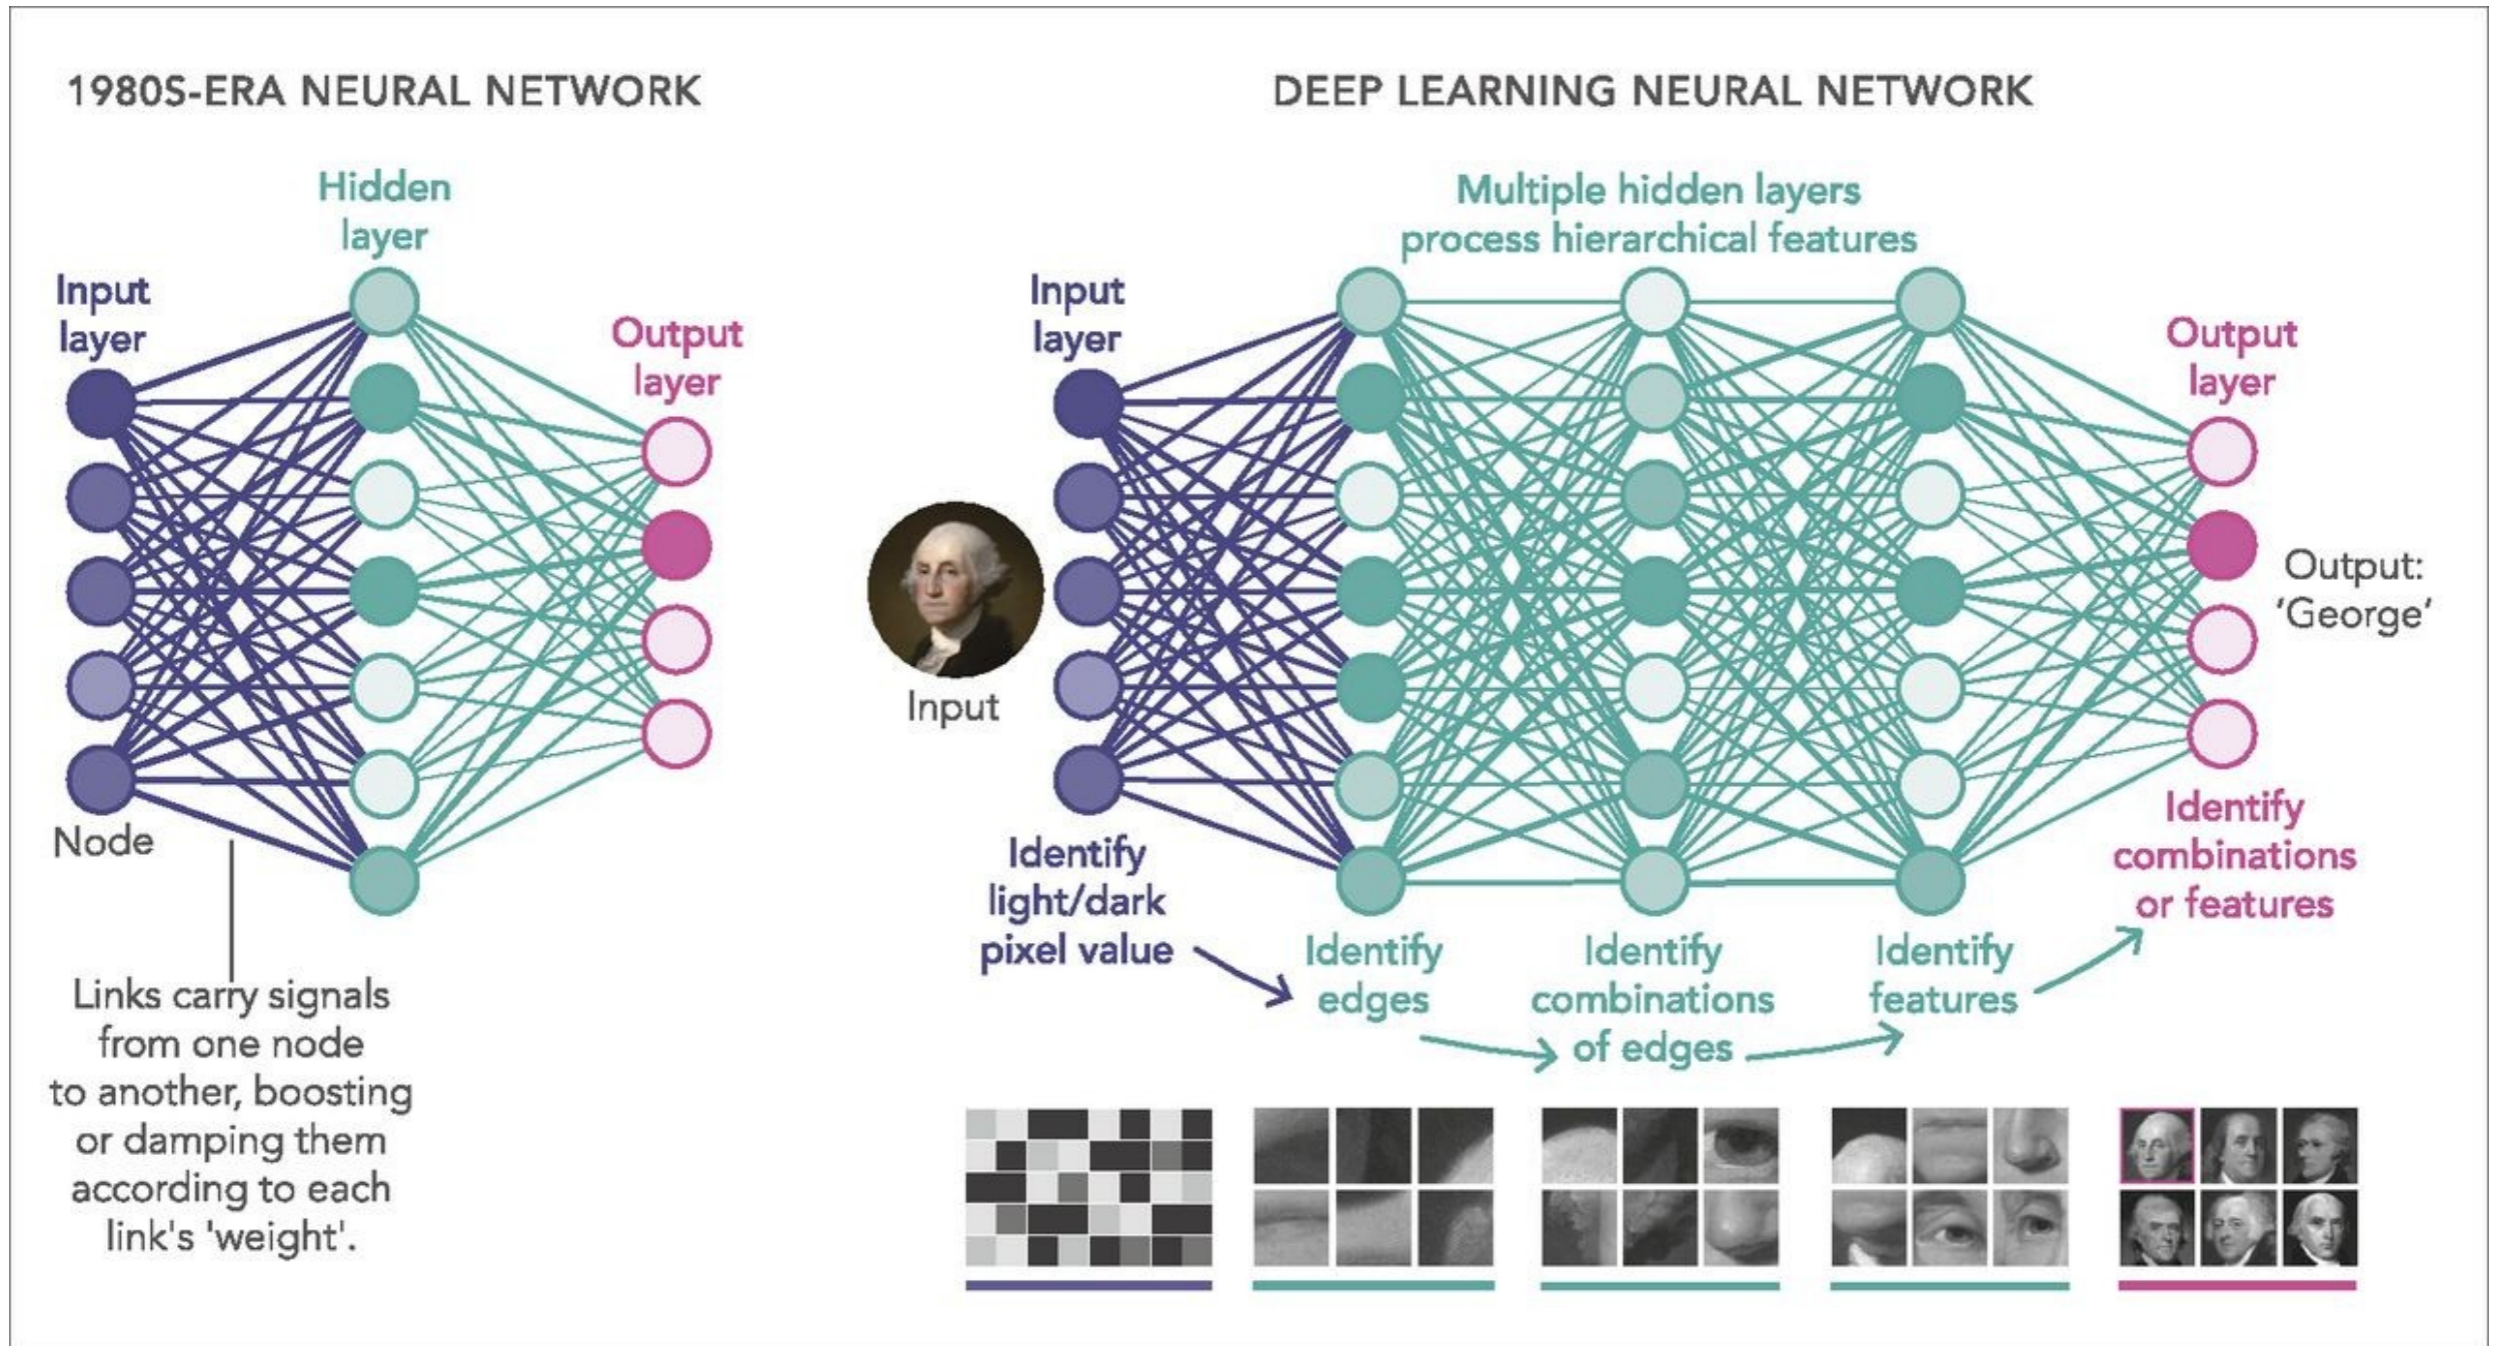 1980S-ERA NEURAL NETWORK
Hidden
layer
Input
layer
Output
layer
Node
Links carry signals
from one node
to another, boosting
or damping them
according to each
link's 'weight'.
DEEP LEARNING NEURAL NETWORK
Multiple hidden layers
process hierarchical features
Input
layer
Output
layer
Input
Output:
‘George’
Identify
light/dark
pixel value
Identify
edges
Identify
combinations
of edges
Identify
features
Identify
combinations
or features